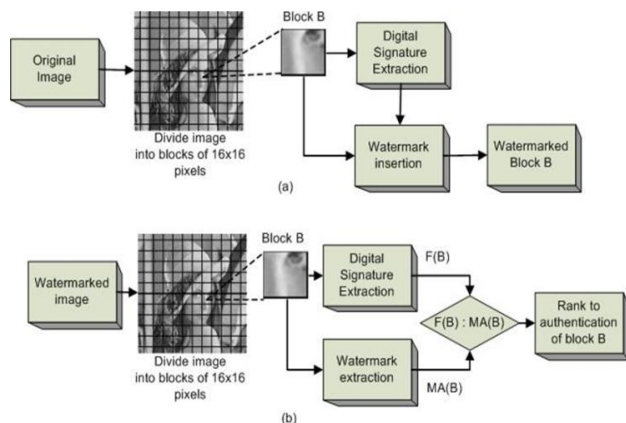 Original
Image
Divide image
into blocks of 16x16
pixels
Block B
Digital
Signature
Extraction
Watermark
insertion
Watermarked
Block B
(a)
Watermarked
image
Divide image
into blocks of 16x16
pixels
Block B
Digital
Signature
Extraction
F(B)
Watermark
extraction
MA(B)
F(B) : MA(B)
Rank to
authentication
of block B
(b)